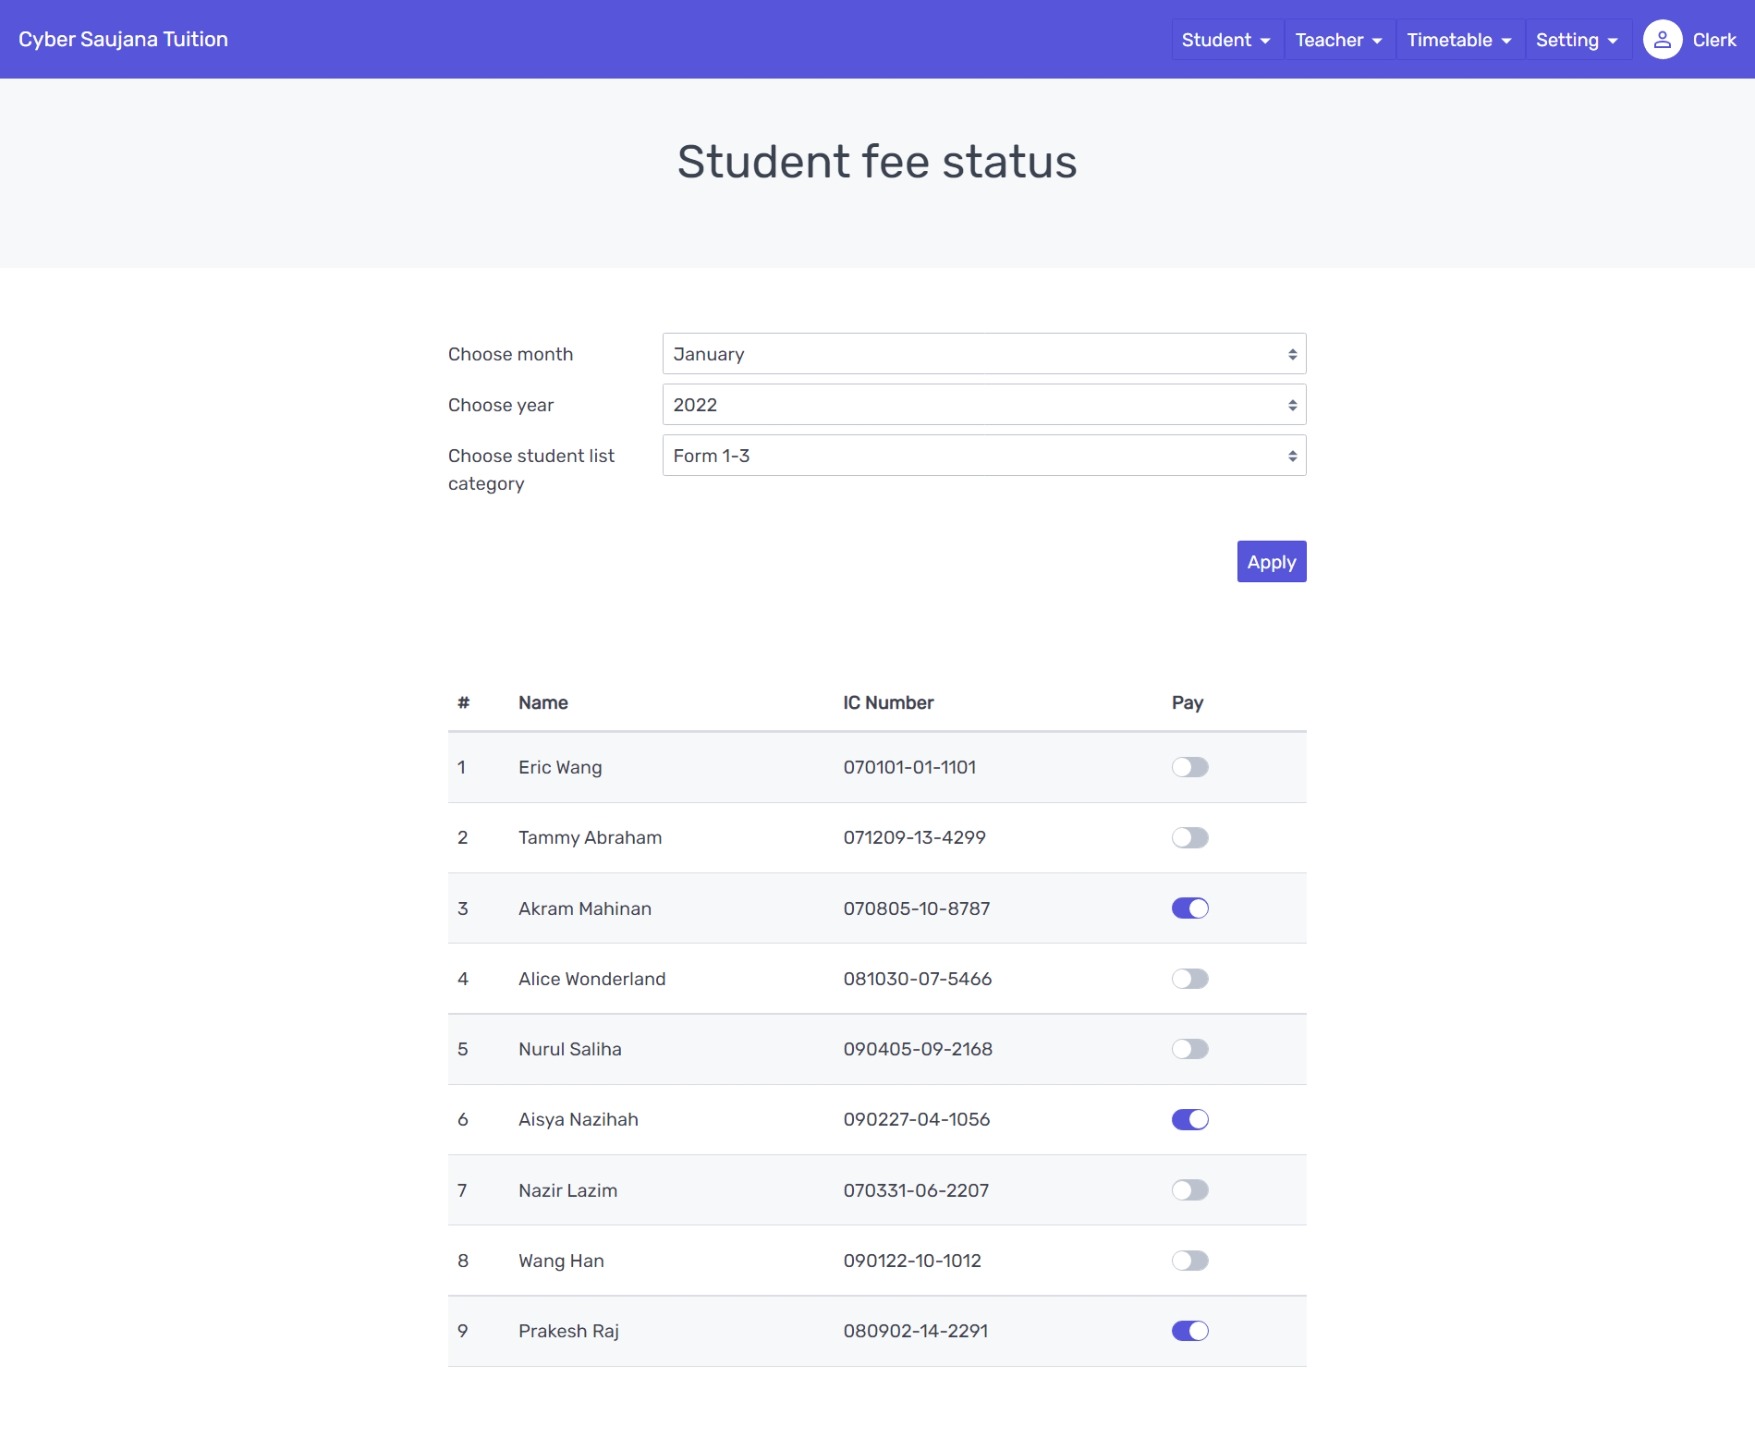 Cyber Saujana Tuition Student Teacher Timetable Setting Clerk
Student fee status
Choose month January
Choose year 2022
Choose student list Form 1-3
category
Apply
# Name IC Number Pay
1 Eric Wang 070101-01-1101
2 Tammy Abraham 071209-13-4299
3 Akram Mahinan 070805-10-8787
4 Alice Wonderland 081030-07-5466
5 Nurul Saliha 090405-09-2168
6 Aisya Nazihah 090227-04-1056
7 Nazir Lazim 070331-06-2207
8 Wang Han 090122-10-1012
9 Prakesh Raj 080902-14-2291